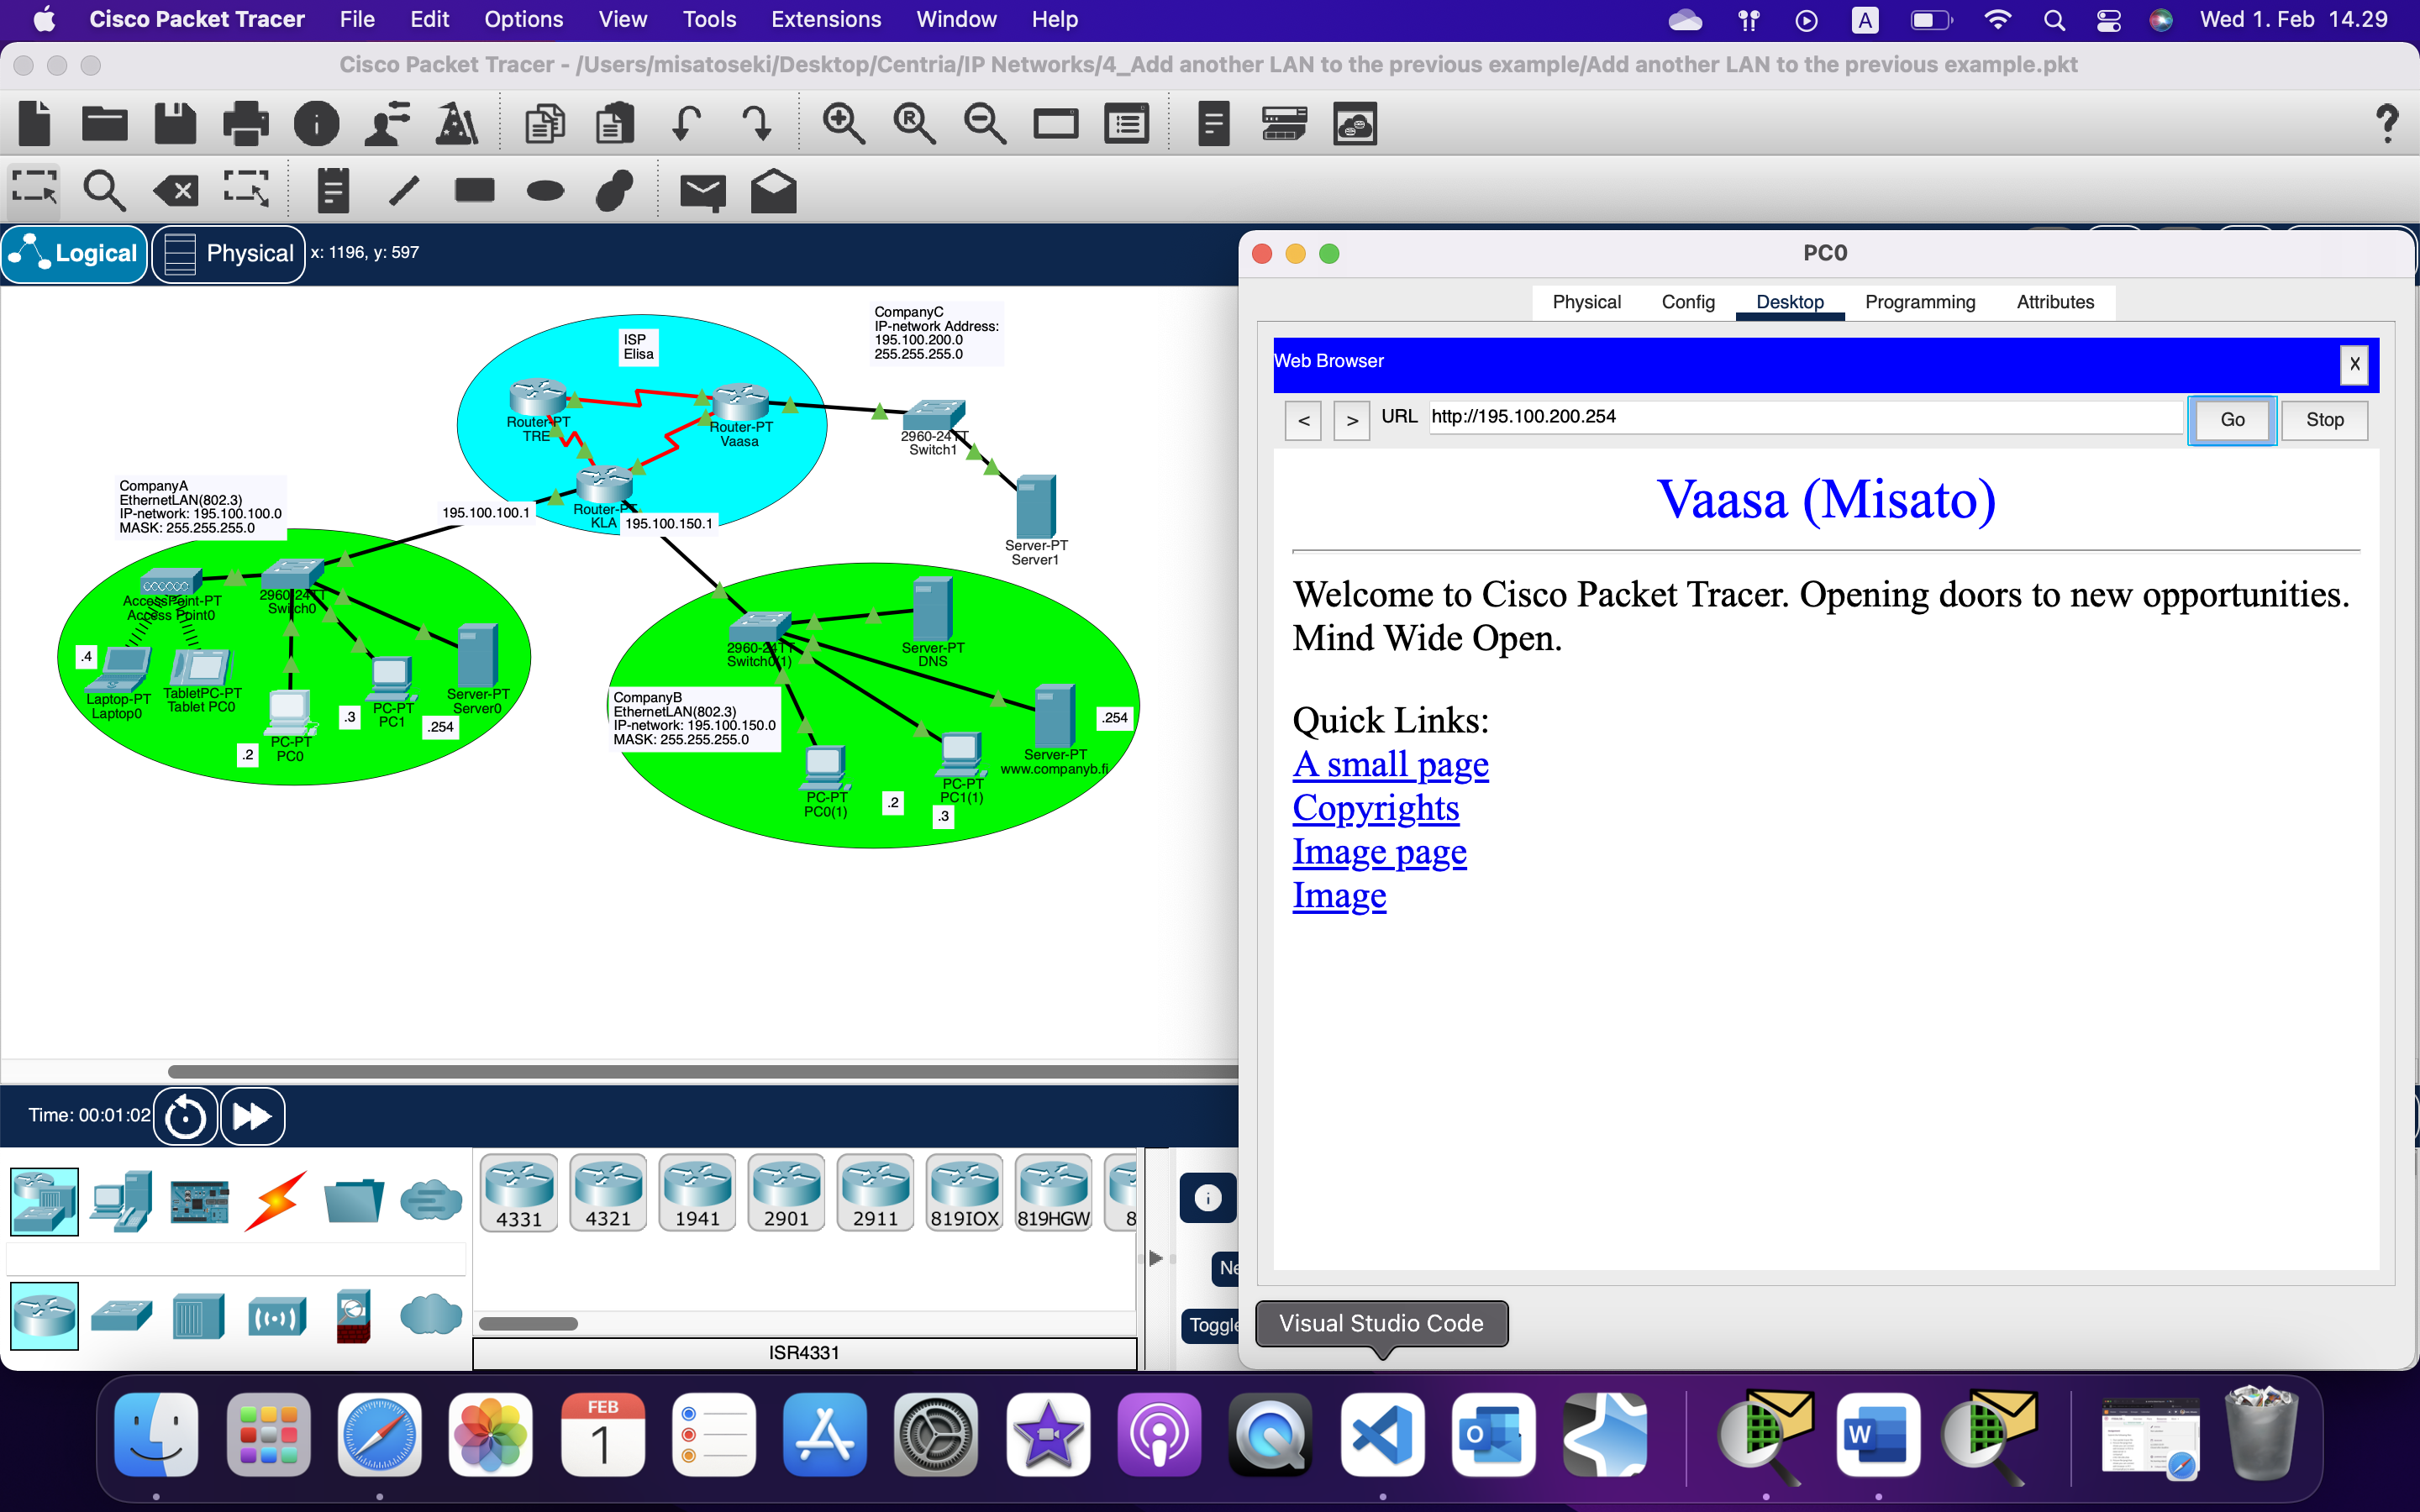 Cisco Packet Tracer File Edit Options View Tools Extensions Window Help A Wed 1. Feb 14.29
Cisco Packet Tracer - /Users/misatoseki/Desktop/Centria/IP Networks/4_Add another LAN to the previous example/Add another LAN to the previous example.pkt
Logical Physical x: 1196, y: 597
ISP
Elisa
CompanyC
IP-network Address:
195.100.200.0
255.255.255.0
Router-PT
TRE
Router-PT
Vaasa
2960-24TT
Switch1
Router-PT
KLA
Server-PT
Server1
195.100.100.1
195.100.150.1
CompanyA
EthernetLAN(802.3)
IP-network: 195.100.100.0
MASK: 255.255.255.0
AccessPoint-PT
Access Point0
2960-24TT
Switch0
.4
Laptop-PT
Laptop0
TabletPC-PT
Tablet PC0
PC-PT
PC0
.2
.3
PC-PT
PC1
.254
Server-PT
Server0
2960-24TT
Switch0(1)
Server-PT
DNS
CompanyB
EthernetLAN(802.3)
IP-network: 195.100.150.0
MASK: 255.255.255.0
.254
Server-PT
www.companyb.fi
PC-PT
PC0(1)
.2
PC-PT
PC1(1)
.3
PC0
Physical Config Desktop Programming Attributes
Web Browser X
< > URL http://195.100.200.254 Go Stop
Vaasa (Misato)
Welcome to Cisco Packet Tracer. Opening doors to new opportunities.
Mind Wide Open.
Quick Links:
A small page
Copyrights
Image page
Image
Time: 00:01:02
4331 4321 1941 2901 2911 819IOX 819HGW 8
Ne
Toggle
ISR4331
Visual Studio Code
FEB
1